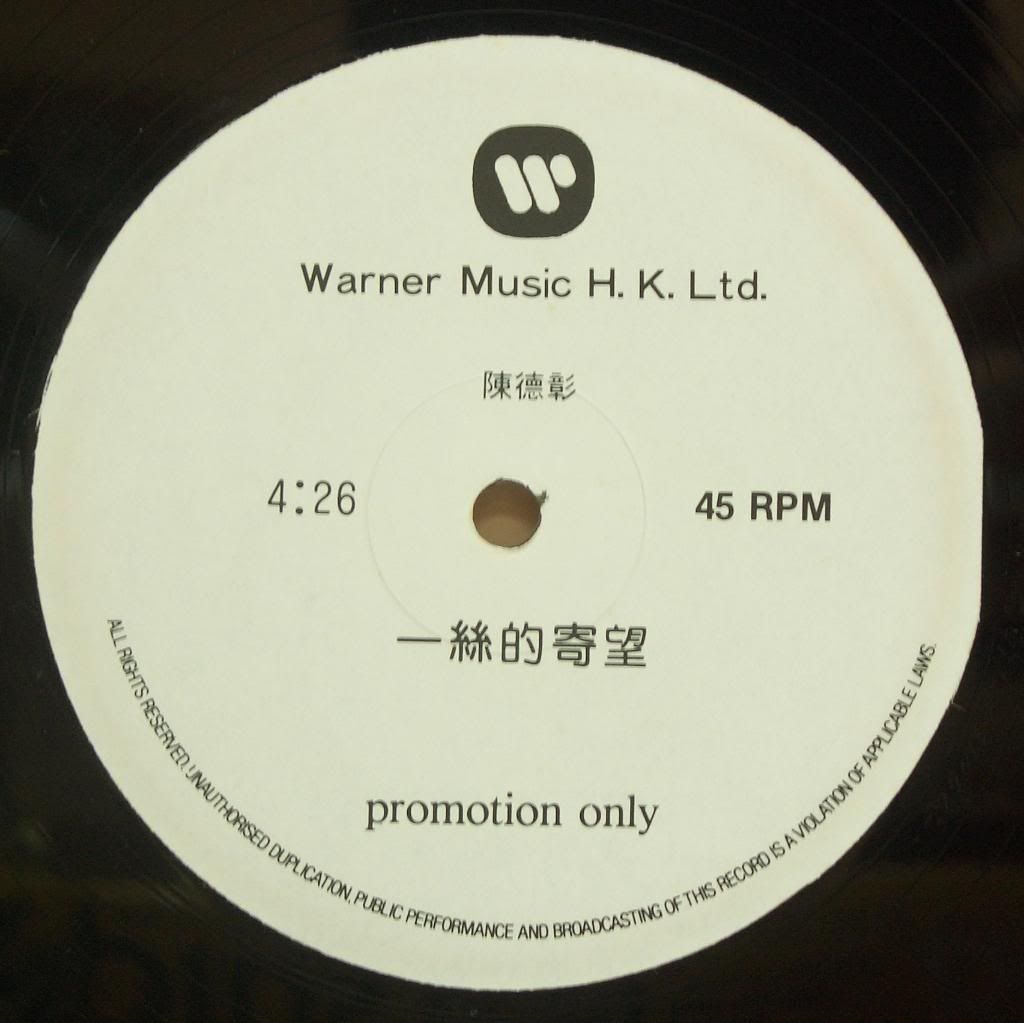 Warner Music H. K. Ltd.
陳德彰
4:26
45 RPM
一絲的寄望
promotion only
ALL RIGHTS RESERVED. UNAUTHORISED DUPLICATION, PUBLIC PERFORMANCE AND BROADCASTING OF THIS RECORD IS A VIOLATION OF APPLICABLE LAWS.